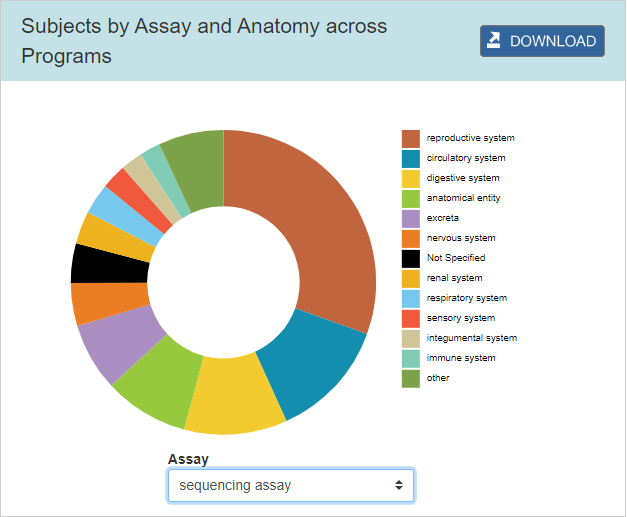 Subjects by Assay and Anatomy across
Programs
DOWNLOAD
reproductive system
circulatory system
digestive system
anatomical entity
excreta
nervous system
Not Specified
renal system
respiratory system
sensory system
integumental system
immune system
other
Assay
sequencing assay